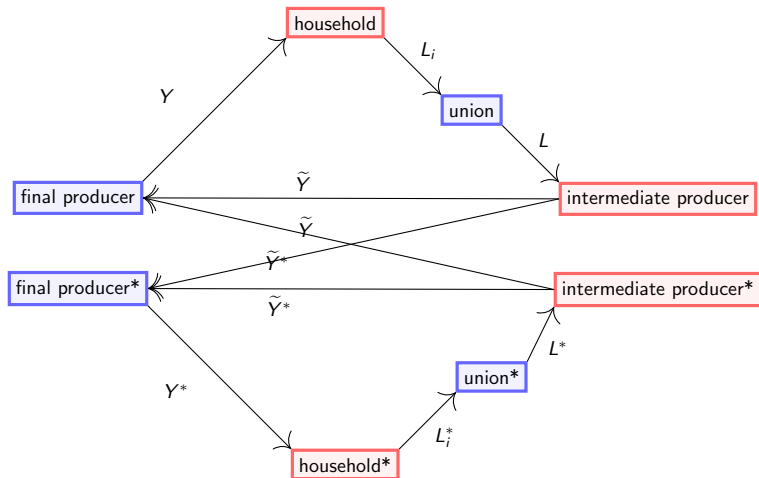 household
L_i
Y
union
L
Ỹ
final producer
intermediate producer
Ỹ
Ỹ*
final producer*
intermediate producer*
Ỹ*
L*
union*
Y*
L_i^*
household*